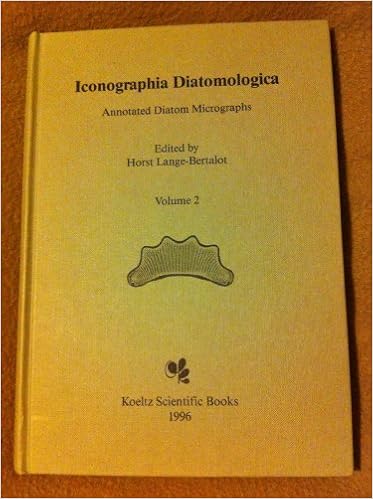 Iconographia Diatomologica
Annotated Diatom Micrographs
Edited by
Horst Lange-Bertalot
Volume 2
Koeltz Scientific Books
1996